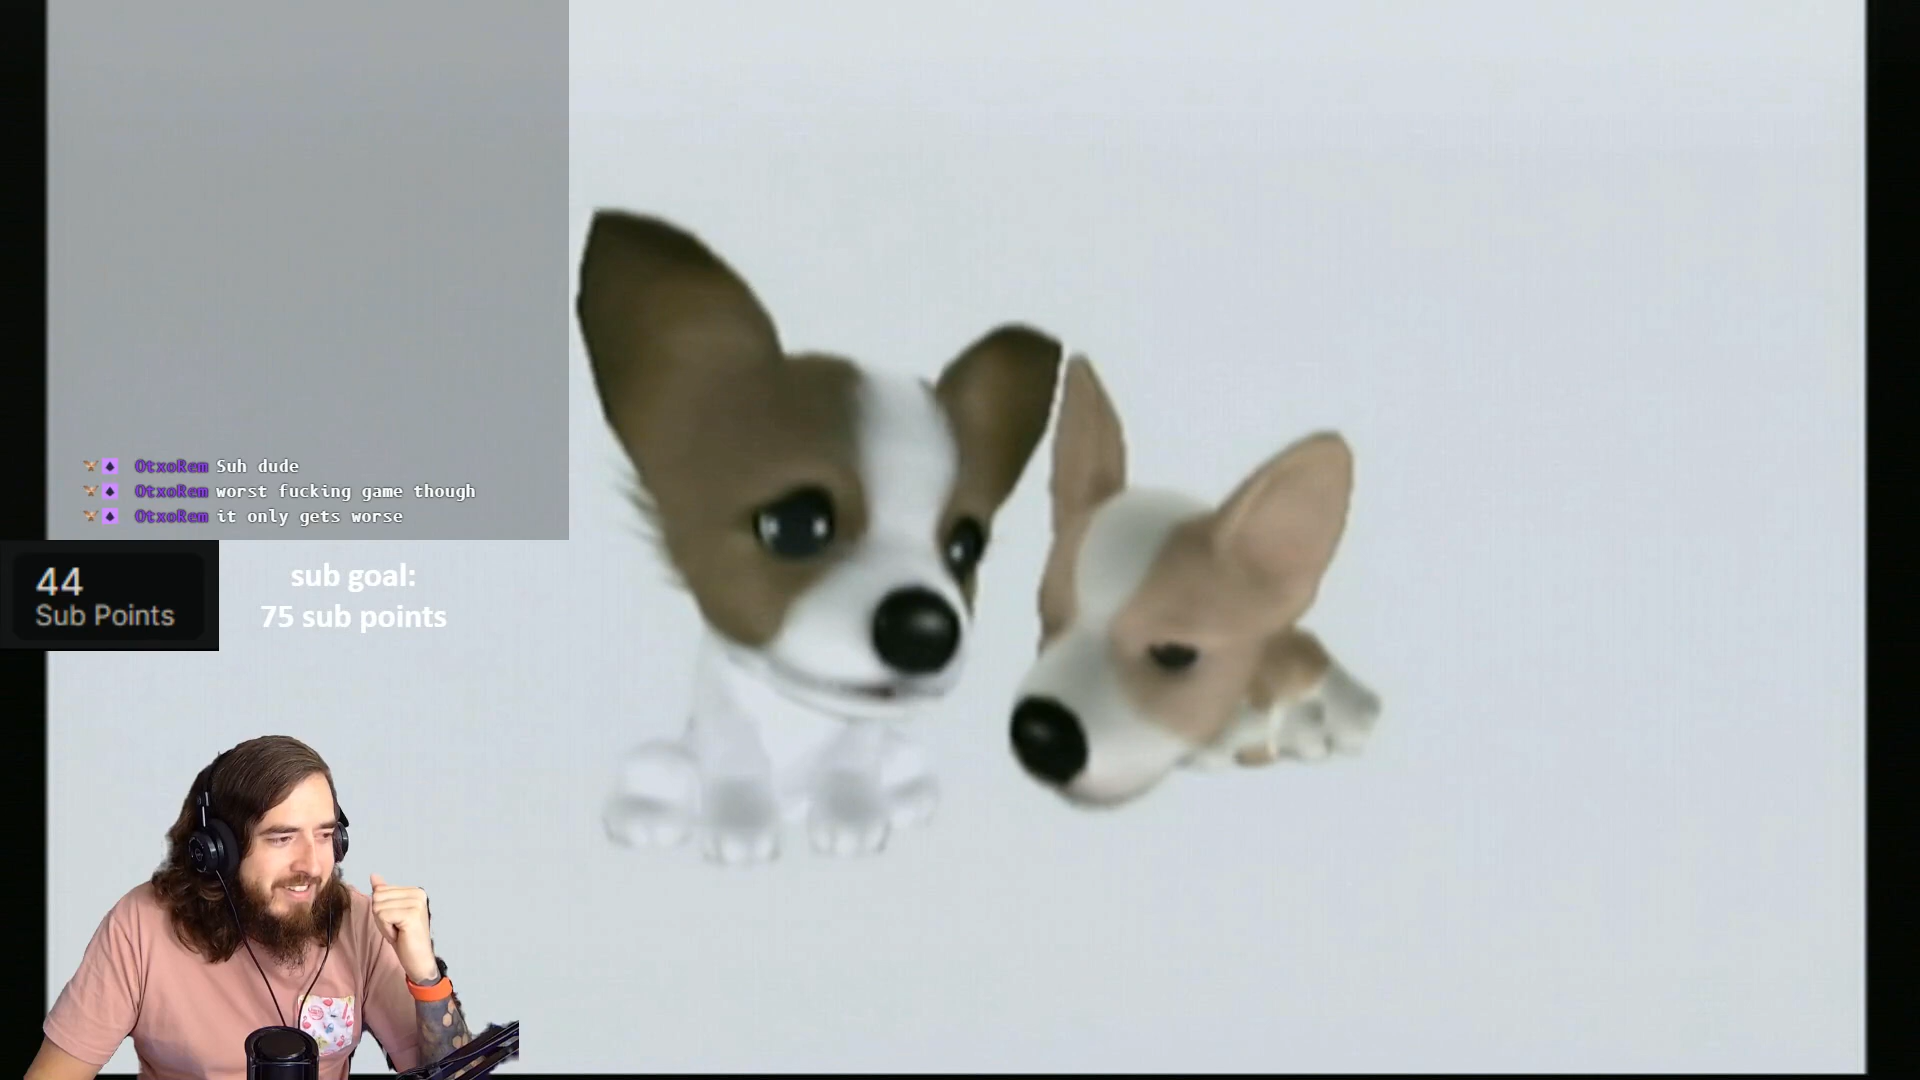 OtxoRem Suh dude
OtxoRem worst fucking game though
OtxoRem it only gets worse
44
Sub Points
sub goal:
75 sub points